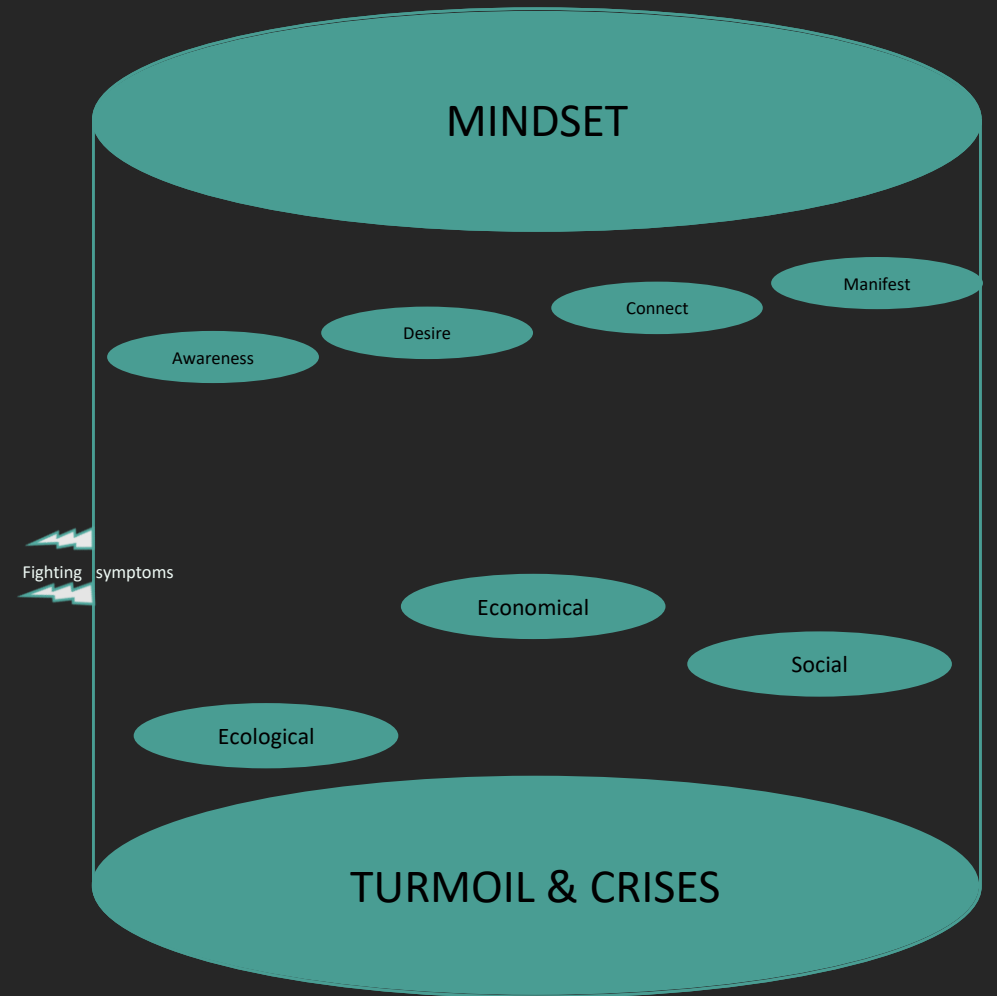 MINDSET
Manifest
Connect
Desire
Awareness
Fighting symptoms
Economical
Social
Ecological
TURMOIL & CRISES